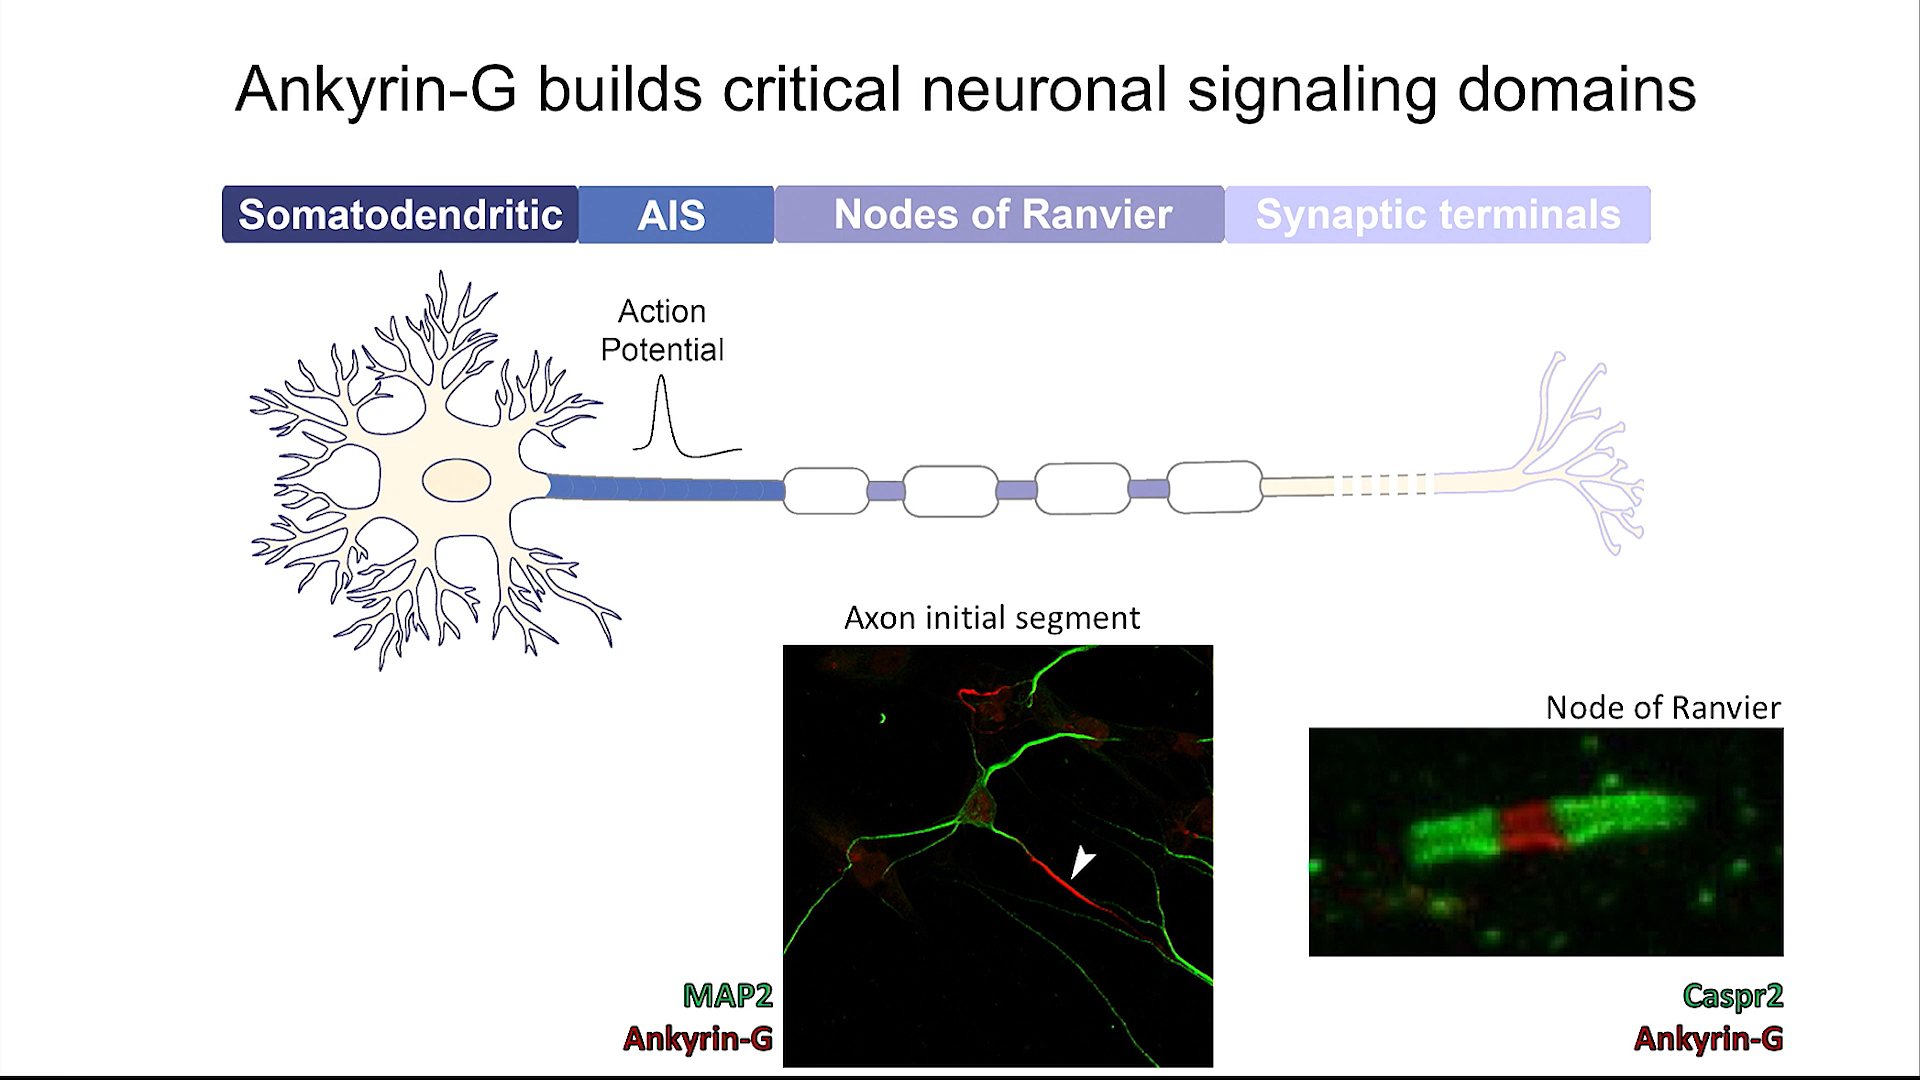 Ankyrin-G builds critical neuronal signaling domains
Somatodendritic AIS Nodes of Ranvier Synaptic terminals
Action
Potential
Axon initial segment
Node of Ranvier
MAP2
Ankyrin-G
Caspr2
Ankyrin-G